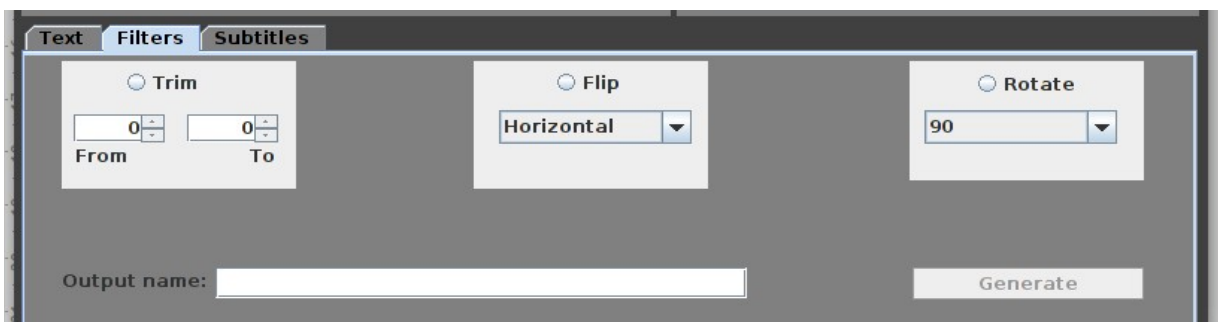 Text Filters Subtitles
Trim
0 0
From To
Flip
Horizontal
Rotate
90
Output name:
Generate